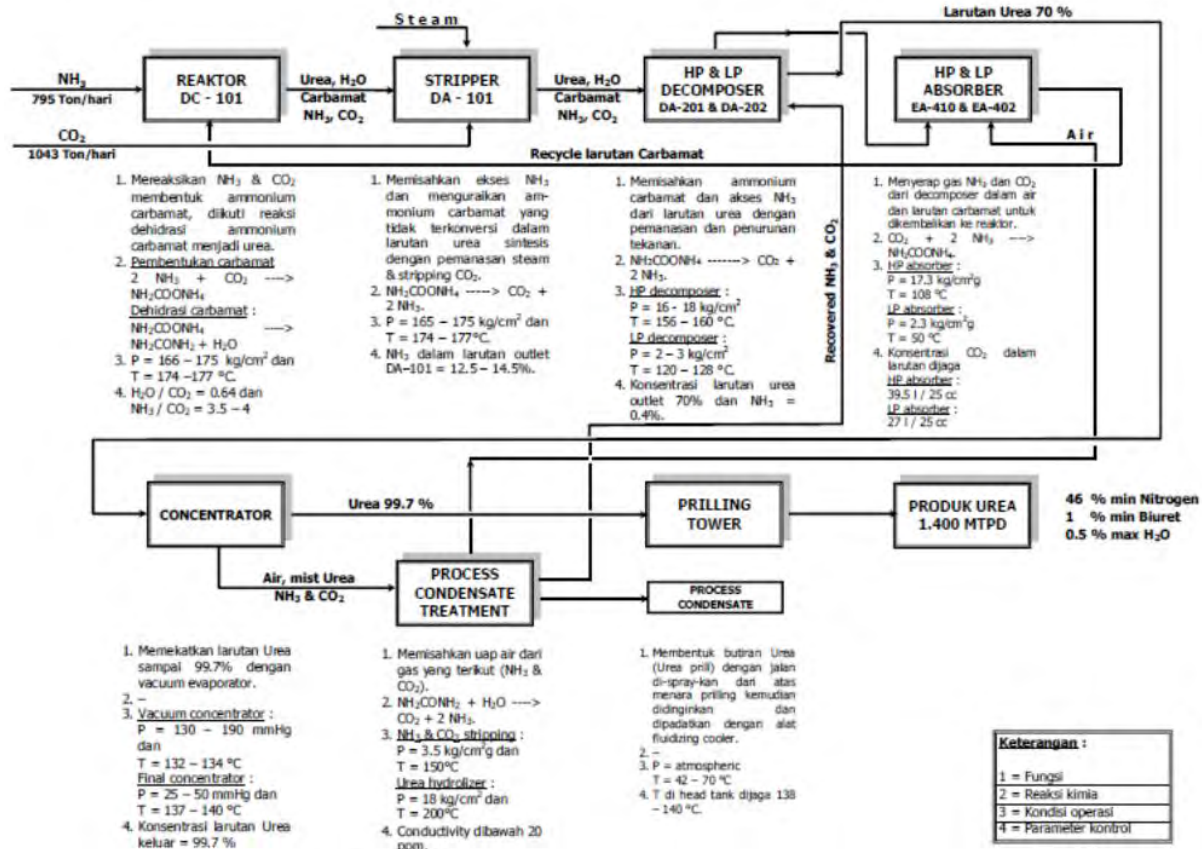 Larutan Urea 70 %
Steam
NH3
795 Ton/hari
REAKTOR
DC - 101
Urea, H2O
Carbamat
NH3, CO2
STRIPPER
DA - 101
Urea, H2O
Carbamat
NH3, CO2
HP & LP
DECOMPOSER
DA-201 & DA-202
HP & LP
ABSORBER
EA-410 & EA-402
CO2
1043 Ton/hari
Air
Recycle larutan Carbamat
1. Mereaksikan NH3 & CO2
membentuk ammonium
carbamat, diikuti reaksi
dehidrasi ammonium
carbamat menjadi urea.
2. Pembentukan carbamat
2 NH3 + CO2 ---->
NH2COONH4
Dehidrasi carbamat :
NH2COONH4 ---->
NH2CONH2 + H2O
3. P = 166 – 175 kg/cm2 dan
T = 174 –177 °C.
4. H2O / CO2 = 0.64 dan
NH3 / CO2 = 3.5 – 4
1. Memisahkan ekses NH3
dan menguraikan am-
monium carbamat yang
tidak terkonversi dalam
larutan urea sintesis
dengan pemanasan steam
& stripping CO2.
2. NH2COONH4 -----> CO2 +
2 NH3.
3. P = 165 – 175 kg/cm2 dan
T = 174 – 177°C.
4. NH3 dalam larutan outlet
DA–101 = 12.5 – 14.5%.
1. Memisahkan ammonium
carbamat dan akses NH3
dari larutan urea dengan
pemanasan dan penurunan
tekanan.
2. NH2COONH4 -------> CO2 +
2 NH3.
3. HP decomposer :
P = 16 - 18 kg/cm2
T = 156 – 160 °C.
LP decomposer :
P = 2 – 3 kg/cm2
T = 120 – 128 °C.
4. Konsentrasi larutan urea
outlet 70% dan NH3 =
0.4%.
Recovered NH3 & CO2
1. Menyerap gas NH3 dan CO2
dari decomposer dalam air
dan larutan carbamat untuk
dikembalikan ke reaktor.
2. CO2 + 2 NH3 ---->
NH2COONH4.
3. HP absorber :
P = 17.3 kg/cm2g
T = 108 °C
LP absorber :
P = 2.3 kg/cm2g
T = 50 °C
4. Konsentrasi CO2 dalam
larutan dijaga
HP absorber :
39.5 l / 25 cc
LP absorber :
27 l / 25 cc
CONCENTRATOR
Urea 99.7 %
PRILLING
TOWER
PRODUK UREA
1.400 MTPD
46 % min Nitrogen
1 % min Biuret
0.5 % max H2O
Air, mist Urea
NH3 & CO2
PROCESS
CONDENSATE
TREATMENT
PROCESS
CONDENSATE
1. Memekatkan larutan Urea
sampai 99.7% dengan
vacuum evaporator.
2. –
3. Vacuum concentrator :
P = 130 – 190 mmHg
dan
T = 132 – 134 °C
Final concentrator :
P = 25 – 50 mmHg dan
T = 137 – 140 °C
4. Konsentrasi larutan Urea
keluar = 99.7 %
1. Memisahkan uap air dari
gas yang terikut (NH3 &
CO2).
2. NH2CONH2 + H2O ---->
CO2 + 2 NH3.
3. NH3 & CO2 stripping :
P = 3.5 kg/cm2g dan
T = 150°C
Urea hydrolizer :
P = 18 kg/cm2g dan
T = 200°C
4. Conductivity dibawah 20
ppm.
1. Membentuk butiran Urea
(Urea prill) dengan jalan
di-spray-kan dari atas
menara prilling kemudian
didinginkan dan
dipadatkan dengan alat
fluidizing cooler.
2. –
3. P = atmospheric
T = 42 – 70 °C
4. T di head tank dijaga 138
– 140 °C.
Keterangan :
1 = Fungsi
2 = Reaksi kimia
3 = Kondisi operasi
4 = Parameter kontrol